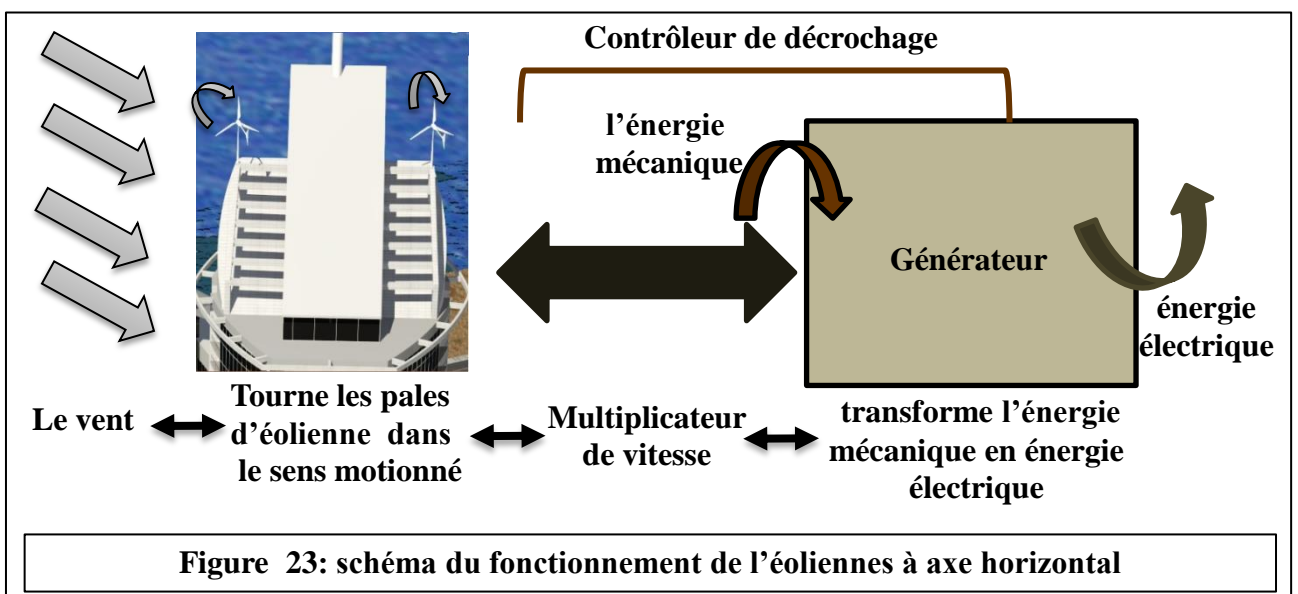 Contrôleur de décrochage
l’énergie
mécanique
Générateur
énergie
électrique
Le vent
Tourne les pales
d’éolienne dans
le sens motionné
Multiplicateur
de vitesse
transforme l’énergie
mécanique en énergie
électrique
Figure 23: schéma du fonctionnement de l’éoliennes à axe horizontal